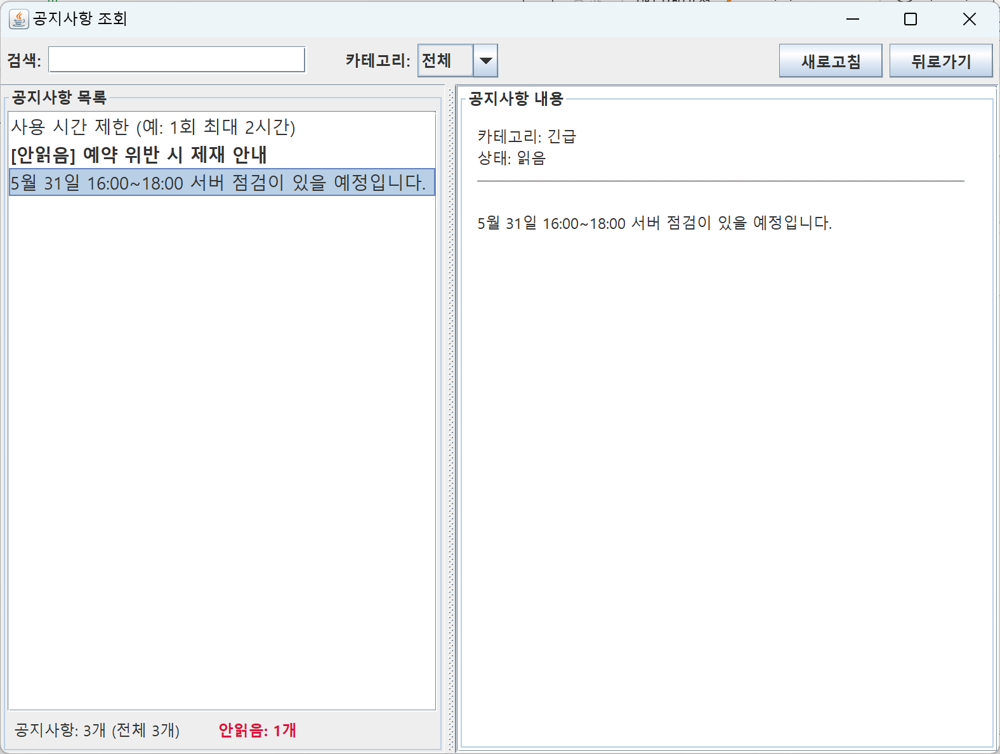 공지사항 조회
검색:
카테고리: 전체
새로고침
뒤로가기
공지사항 목록
사용 시간 제한 (예: 1회 최대 2시간)
[안읽음] 예약 위반 시 제재 안내
5월 31일 16:00~18:00 서버 점검이 있을 예정입니다.
공지사항: 3개 (전체 3개)
안읽음: 1개
공지사항 내용
카테고리: 긴급
상태: 읽음
5월 31일 16:00~18:00 서버 점검이 있을 예정입니다.